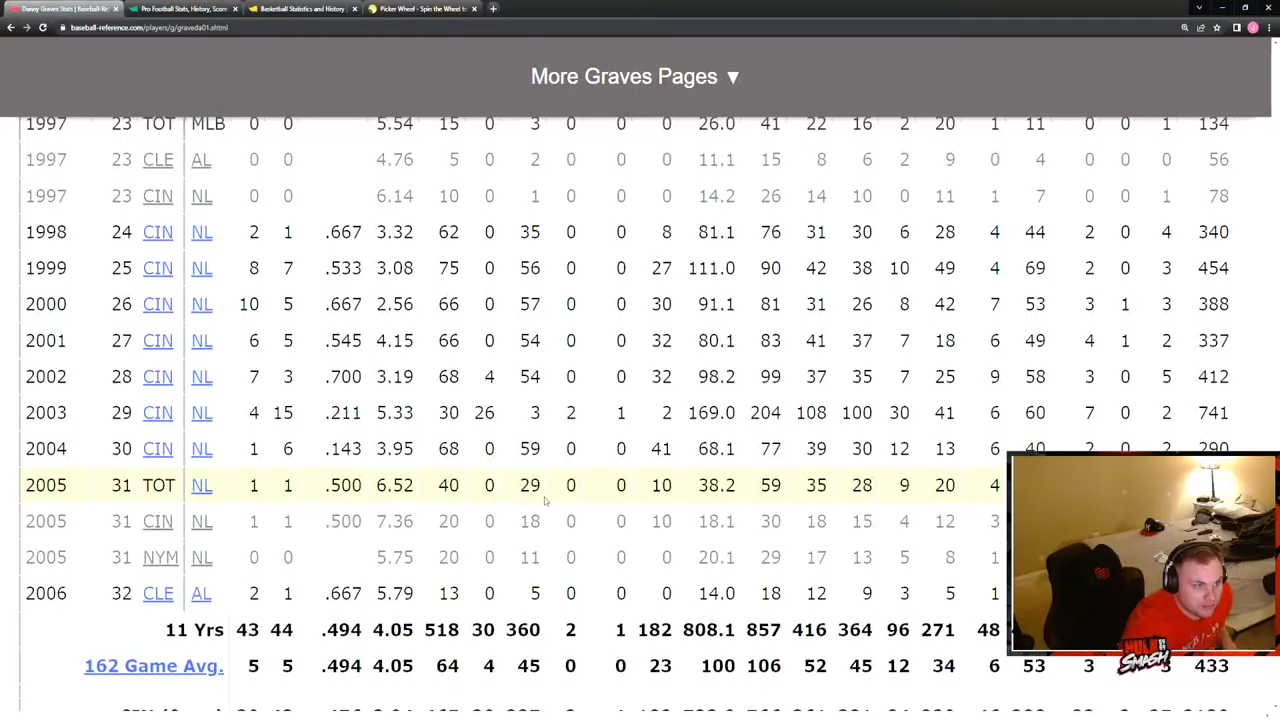 Danny Graves Stats | Baseball-Re
Pro Football Stats, History, Score
Basketball Statistics and History
Picker Wheel - Spin the Wheel to
baseball-reference.com/players/g/graveda01.shtml
More Graves Pages ▼
1997 23 TOT MLB 0 0 5.54 15 0 3 0 0 0 26.0 41 22 16 2 20 1 11 0 0 1 134
1997 23 CLE AL 0 0 4.76 5 0 2 0 0 0 11.1 15 8 6 2 9 0 4 0 0 0 56
1997 23 CIN NL 0 0 6.14 10 0 1 0 0 0 14.2 26 14 10 0 11 1 7 0 0 1 78
1998 24 CIN NL 2 1 .667 3.32 62 0 35 0 0 8 81.1 76 31 30 6 28 4 44 2 0 4 340
1999 25 CIN NL 8 7 .533 3.08 75 0 56 0 0 27 111.0 90 42 38 10 49 4 69 2 0 3 454
2000 26 CIN NL 10 5 .667 2.56 66 0 57 0 0 30 91.1 81 31 26 8 42 7 53 3 1 3 388
2001 27 CIN NL 6 5 .545 4.15 66 0 54 0 0 32 80.1 83 41 37 7 18 6 49 4 1 2 337
2002 28 CIN NL 7 3 .700 3.19 68 4 54 0 0 32 98.2 99 37 35 7 25 9 58 3 0 5 412
2003 29 CIN NL 4 15 .211 5.33 30 26 3 2 1 2 169.0 204 108 100 30 41 6 60 7 0 2 741
2004 30 CIN NL 1 6 .143 3.95 68 0 59 0 0 41 68.1 77 39 30 12 13 6 40 2 0 2 290
2005 31 TOT NL 1 1 .500 6.52 40 0 29 0 0 10 38.2 59 35 28 9 20 4
2005 31 CIN NL 1 1 .500 7.36 20 0 18 0 0 10 18.1 30 18 15 4 12 3
2005 31 NYM NL 0 0 5.75 20 0 11 0 0 0 20.1 29 17 13 5 8 1
2006 32 CLE AL 2 1 .667 5.79 13 0 5 0 0 0 14.0 18 12 9 3 5 1
11 Yrs 43 44 .494 4.05 518 30 360 2 1 182 808.1 857 416 364 96 271 48
162 Game Avg. 5 5 .494 4.05 64 4 45 0 0 23 100 106 52 45 12 34 6 53 3 433
HULK
SMASH